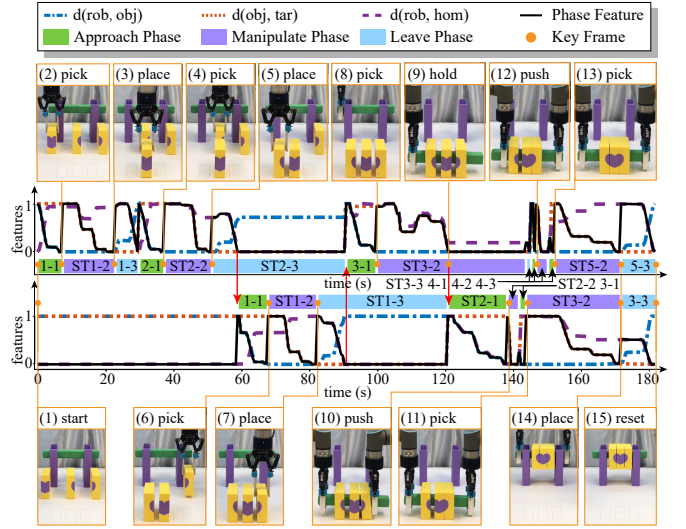 d(rob, obj) d(obj, tar) d(rob, hom) Phase Feature
Approach Phase Manipulate Phase Leave Phase Key Frame
(2) pick (3) place (4) pick (5) place (8) pick (9) hold (12) push (13) pick
features
1
0
1-1 ST1-2 1-3 2-1 ST2-2 ST2-3 3-1 ST3-2 ST5-2 5-3
time (s) ST3-3 4-1 4-2 4-3 ST2-2 3-1
1-1 ST1-2 ST1-3 ST2-1 ST3-2 3-3
features
1
0
0 20 40 60 80 100 120 140 160 180
time (s)
(1) start (6) pick (7) place (10) push (11) pick (14) place (15) reset